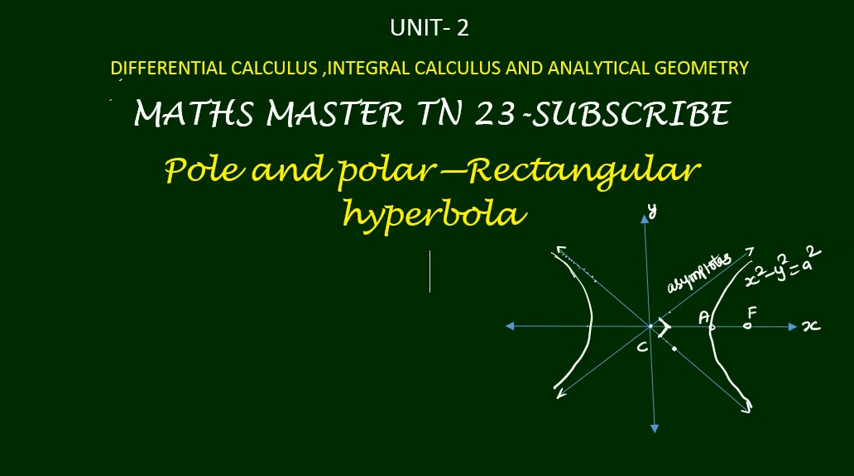 UNIT- 2
DIFFERENTIAL CALCULUS ,INTEGRAL CALCULUS AND ANALYTICAL GEOMETRY
MATHS MASTER TN 23-SUBSCRIBE
Pole and polar—Rectangular
hyperbola
y
asymptotes
x²-y²=a²
A
F
x
C